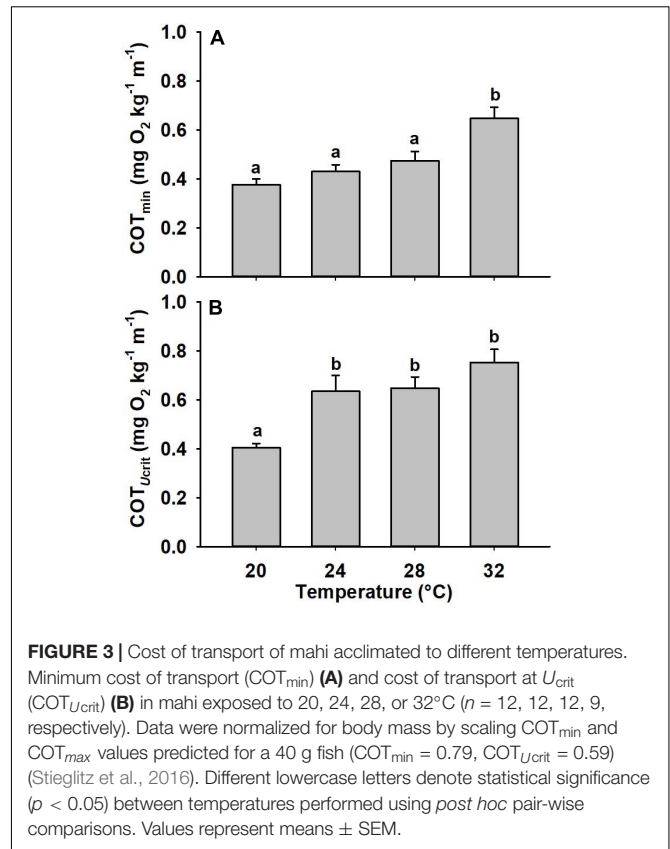 A
1.0
0.8
0.6
0.4
0.2
0.0
COTmin (mg O2 kg-1 m-1)
a
a
a
b
B
1.0
0.8
0.6
0.4
0.2
0.0
COTUcrit (mg O2 kg-1 m-1)
a
b
b
b
20 24 28 32
Temperature (°C)
FIGURE 3 | Cost of transport of mahi acclimated to different temperatures.
Minimum cost of transport (COTmin) (A) and cost of transport at Ucrit
(COTUcrit) (B) in mahi exposed to 20, 24, 28, or 32°C (n = 12, 12, 12, 9,
respectively). Data were normalized for body mass by scaling COTmin and
COTmax values predicted for a 40 g fish (COTmin = 0.79, COTUcrit = 0.59)
(Stieglitz et al., 2016). Different lowercase letters denote statistical significance
(p < 0.05) between temperatures performed using post hoc pair-wise
comparisons. Values represent means ± SEM.